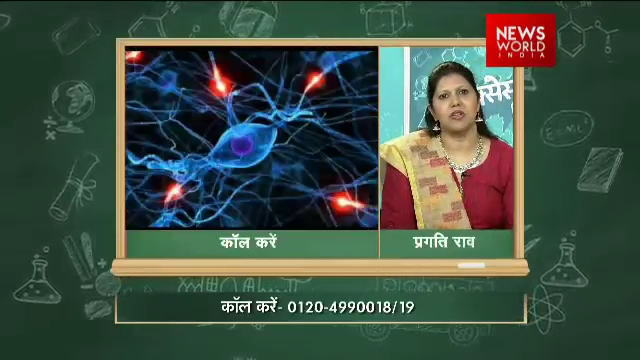 NEWS
WORLD
INDIA
कॉल करें
प्रगति राव
कॉल करें- 0120-4990018/19